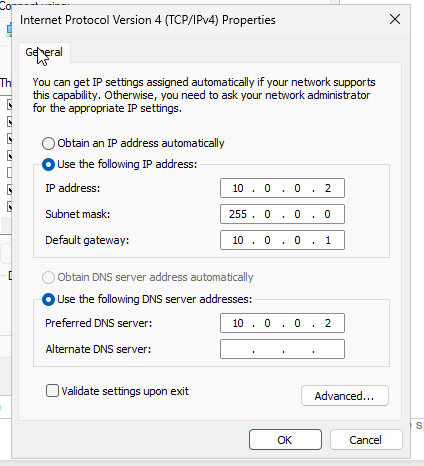 Internet Protocol Version 4 (TCP/IPv4) Properties
General
You can get IP settings assigned automatically if your network supports
this capability. Otherwise, you need to ask your network administrator
for the appropriate IP settings.
Obtain an IP address automatically
Use the following IP address:
IP address: 10 . 0 . 0 . 2
Subnet mask: 255 . 0 . 0 . 0
Default gateway: 10 . 0 . 0 . 1
Obtain DNS server address automatically
Use the following DNS server addresses:
Preferred DNS server: 10 . 0 . 0 . 2
Alternate DNS server: . . .
Validate settings upon exit
Advanced...
OK Cancel